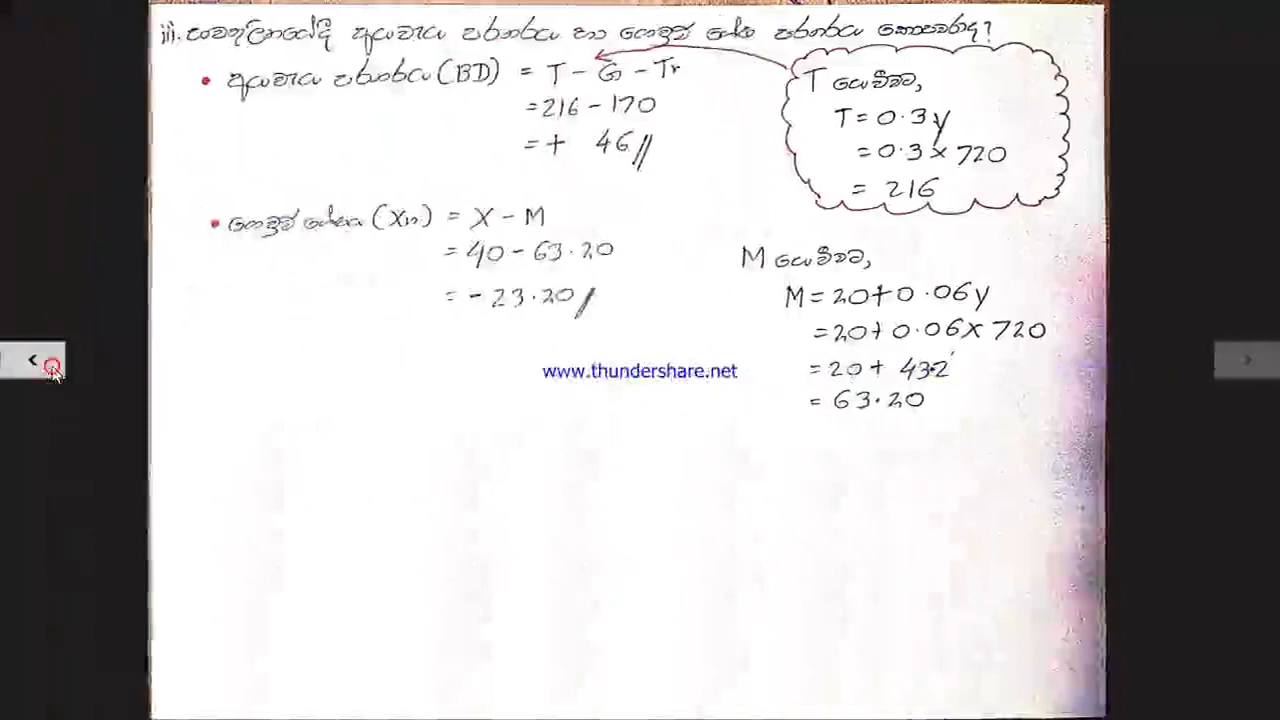 iii). සමතුලිතයේදී අයවැය පරතරය හා ගෙවුම් ශේෂ පරතරය කොපමණද?
• අයවැය පරතරය (BD) = T - G - Tr
= 216 - 170
= + 46//
T සෙවීමට,
T = 0.3y
= 0.3 x 720
= 216
• ගෙවුම් ශේෂය (Xn) = X - M
= 40 - 63.20
= - 23.20/
M සෙවීමට,
M = 20 + 0.06y
= 20 + 0.06 x 720
= 20 + 43.2
= 63.20
www.thundershare.net